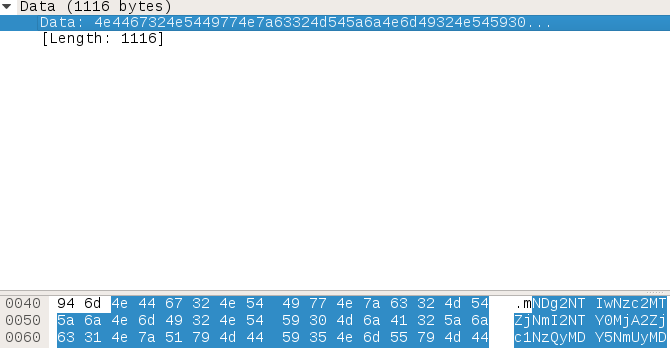 Data (1116 bytes)
Data: 4e4467324e5449774e7a63324d545a6a4e6d49324e545930...
[Length: 1116]
0040 94 6d 4e 44 67 32 4e 54 49 77 4e 7a 63 32 4d 54 .mNDg2NT IwNzc2MT
0050 5a 6a 4e 6d 49 32 4e 54 59 30 4d 6a 41 32 5a 6a ZjNmI2NT Y0MjA2Zj
0060 63 31 4e 7a 51 79 4d 44 59 35 4e 6d 55 79 4d 44 c1NzQyMD Y5NmUyMD